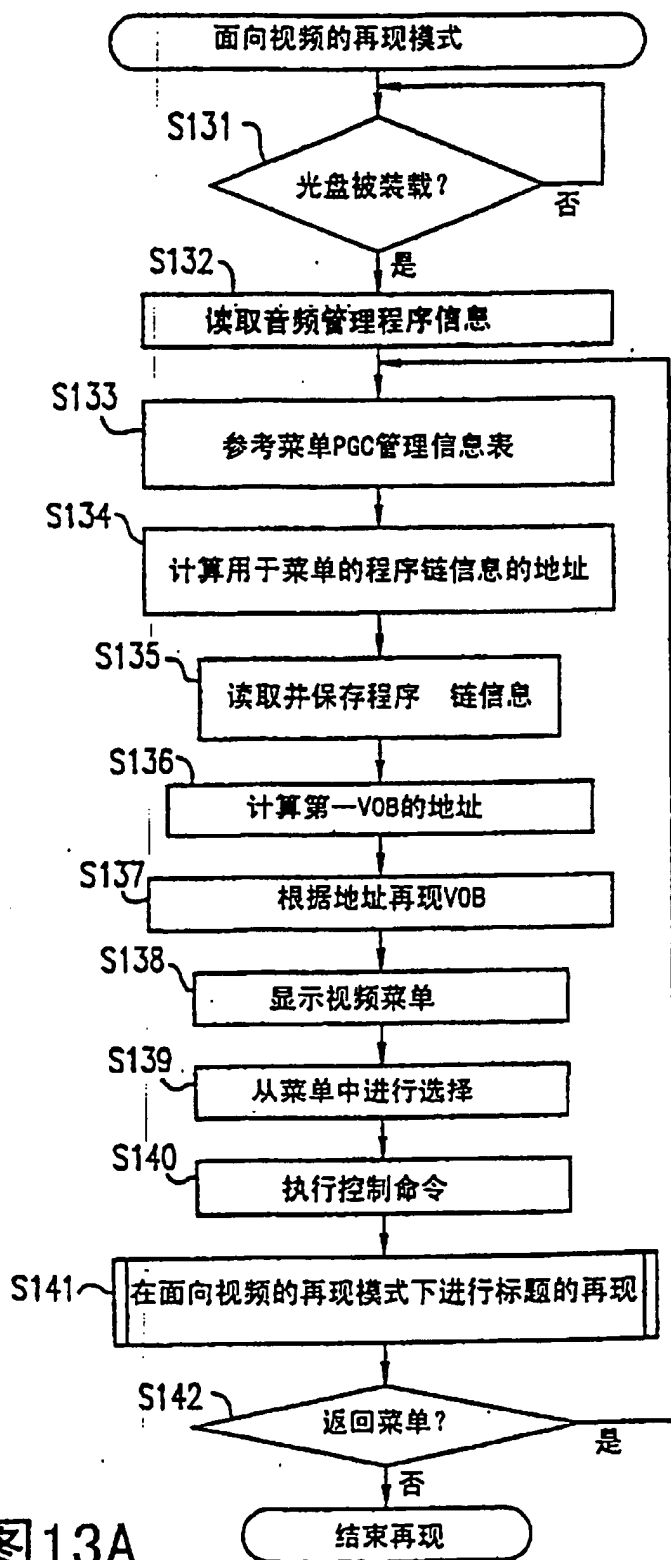 面向视频的再现模式
S131
光盘被装载?
否
是
S132
读取音频管理程序信息
S133
参考菜单PGC管理信息表
S134
计算用于菜单的程序链信息的地址
S135
读取并保存程序 链信息
S136
计算第一VOB的地址
S137
根据地址再现VOB
S138
显示视频菜单
S139
从菜单中进行选择
S140
执行控制命令
S141
在面向视频的再现模式下进行标题的再现
S142
返回菜单?
是
否
结束再现
图13A